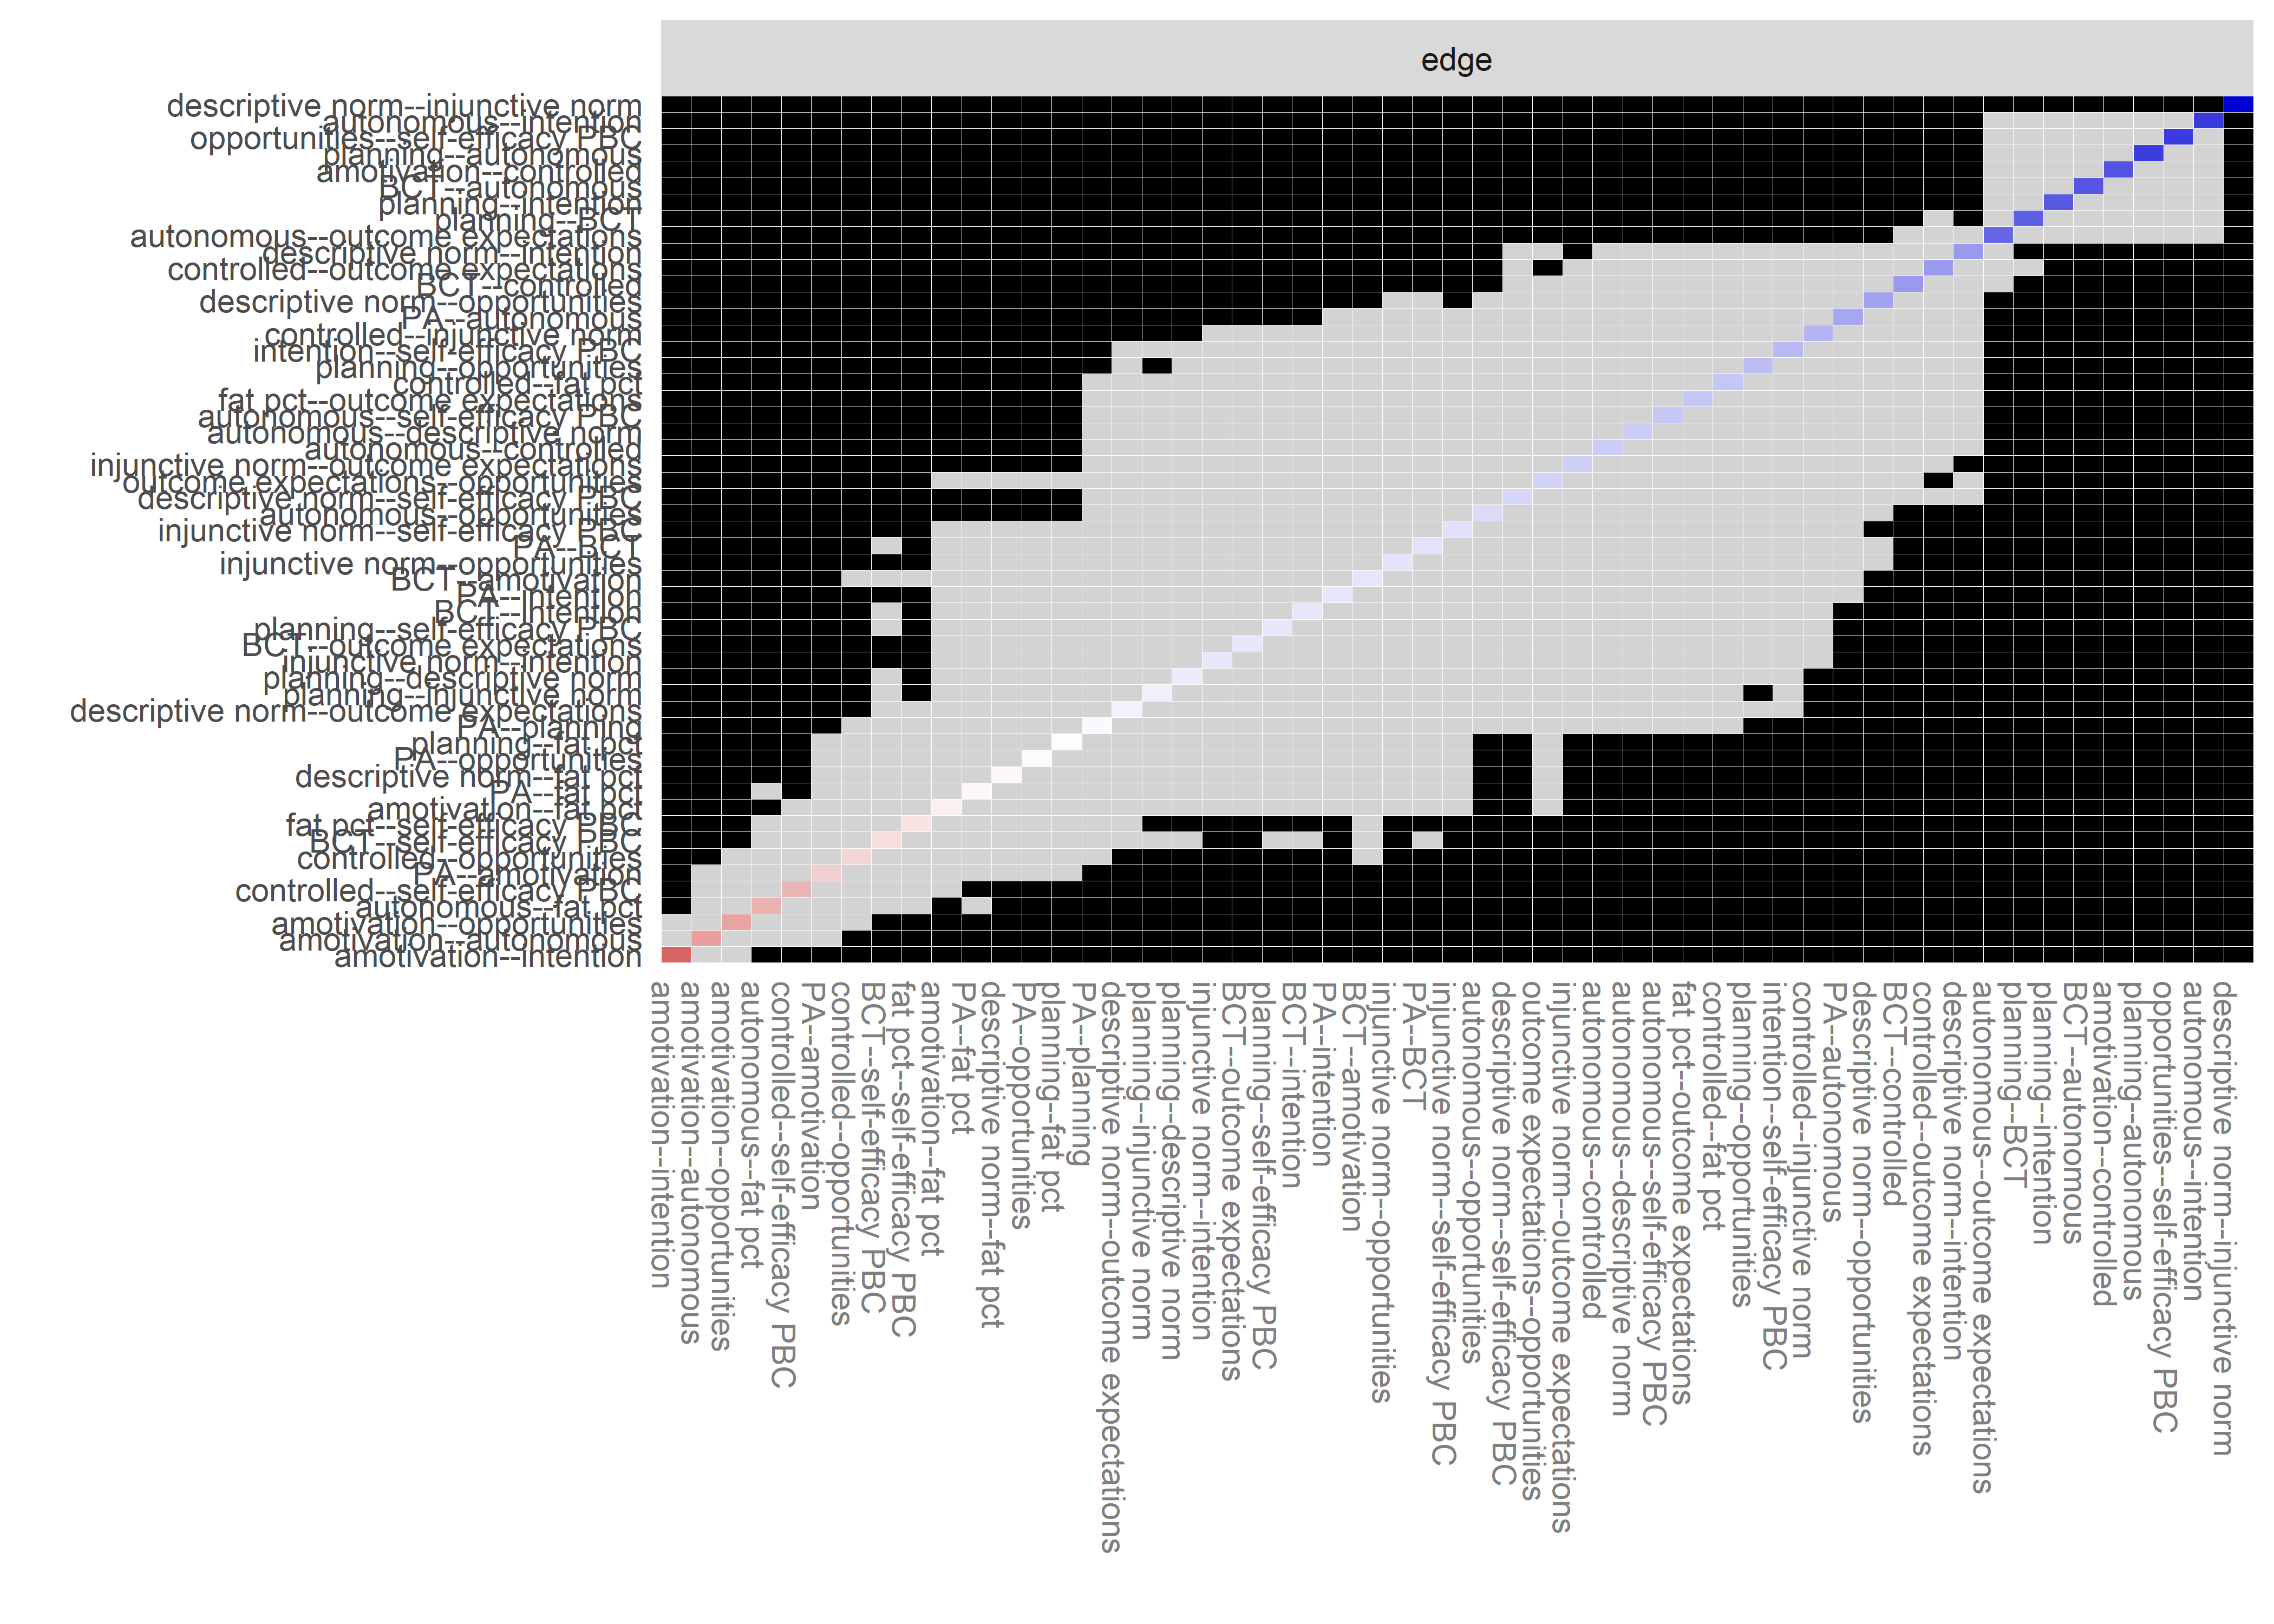 edge
descriptive norm--injunctive norm
autonomous--intention
opportunities--self-efficacy PBC
planning--autonomous
amotivation--controlled
BCT--autonomous
planning--intention
planning--BCT
autonomous--outcome expectations
descriptive norm--intention
controlled--outcome expectations
BCT--controlled
descriptive norm--opportunities
PA--autonomous
controlled--injunctive norm
intention--self-efficacy PBC
planning--opportunities
controlled--fat pct
fat pct--outcome expectations
autonomous--self-efficacy PBC
autonomous--descriptive norm
autonomous--controlled
injunctive norm--outcome expectations
outcome expectations--opportunities
descriptive norm--self-efficacy PBC
autonomous--opportunities
injunctive norm--self-efficacy PBC
PA--BCT
injunctive norm--opportunities
BCT--amotivation
PA--intention
BCT--intention
planning--self-efficacy PBC
BCT--outcome expectations
injunctive norm--intention
planning--descriptive norm
planning--injunctive norm
descriptive norm--outcome expectations
PA--planning
planning--fat pct
PA--opportunities
descriptive norm--fat pct
PA--fat pct
amotivation--fat pct
fat pct--self-efficacy PBC
BCT--self-efficacy PBC
controlled--opportunities
PA--amotivation
controlled--self-efficacy PBC
autonomous--fat pct
amotivation--opportunities
amotivation--autonomous
amotivation--intention
amotivation--intention
amotivation--autonomous
amotivation--opportunities
autonomous--fat pct
controlled--self-efficacy PBC
PA--amotivation
controlled--opportunities
BCT--self-efficacy PBC
fat pct--self-efficacy PBC
amotivation--fat pct
PA--fat pct
descriptive norm--fat pct
PA--opportunities
planning--fat pct
PA--planning
descriptive norm--outcome expectations
planning--injunctive norm
planning--descriptive norm
injunctive norm--intention
BCT--outcome expectations
planning--self-efficacy PBC
BCT--intention
PA--intention
BCT--amotivation
injunctive norm--opportunities
PA--BCT
injunctive norm--self-efficacy PBC
autonomous--opportunities
descriptive norm--self-efficacy PBC
outcome expectations--opportunities
injunctive norm--outcome expectations
autonomous--controlled
autonomous--descriptive norm
autonomous--self-efficacy PBC
fat pct--outcome expectations
controlled--fat pct
planning--opportunities
intention--self-efficacy PBC
controlled--injunctive norm
PA--autonomous
descriptive norm--opportunities
BCT--controlled
controlled--outcome expectations
descriptive norm--intention
autonomous--outcome expectations
planning--BCT
planning--intention
BCT--autonomous
amotivation--controlled
planning--autonomous
opportunities--self-efficacy PBC
autonomous--intention
descriptive norm--injunctive norm